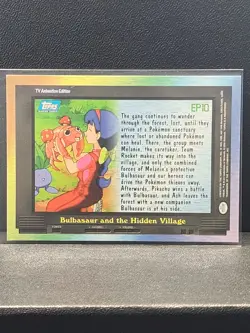 TV Animation Edition
Topps
EP10
The gang continues to wander
through the forest, lost, until they
arrive at a Pokémon sanctuary
where lost or abandoned Pokémon
can heal. There, the group meets
Melanie, the caretaker. Team
Rocket makes its way into the
village, and only the combined
forces of Melanie's protective
Bulbasaur and our heroes can
drive the Pokémon thieves away.
Afterwards, Pikachu wins a battle
with Bulbasaur, and Ash leaves the
forest with a new companion.
Bulbasaur is at his side.
Bulbasaur and the Hidden Village